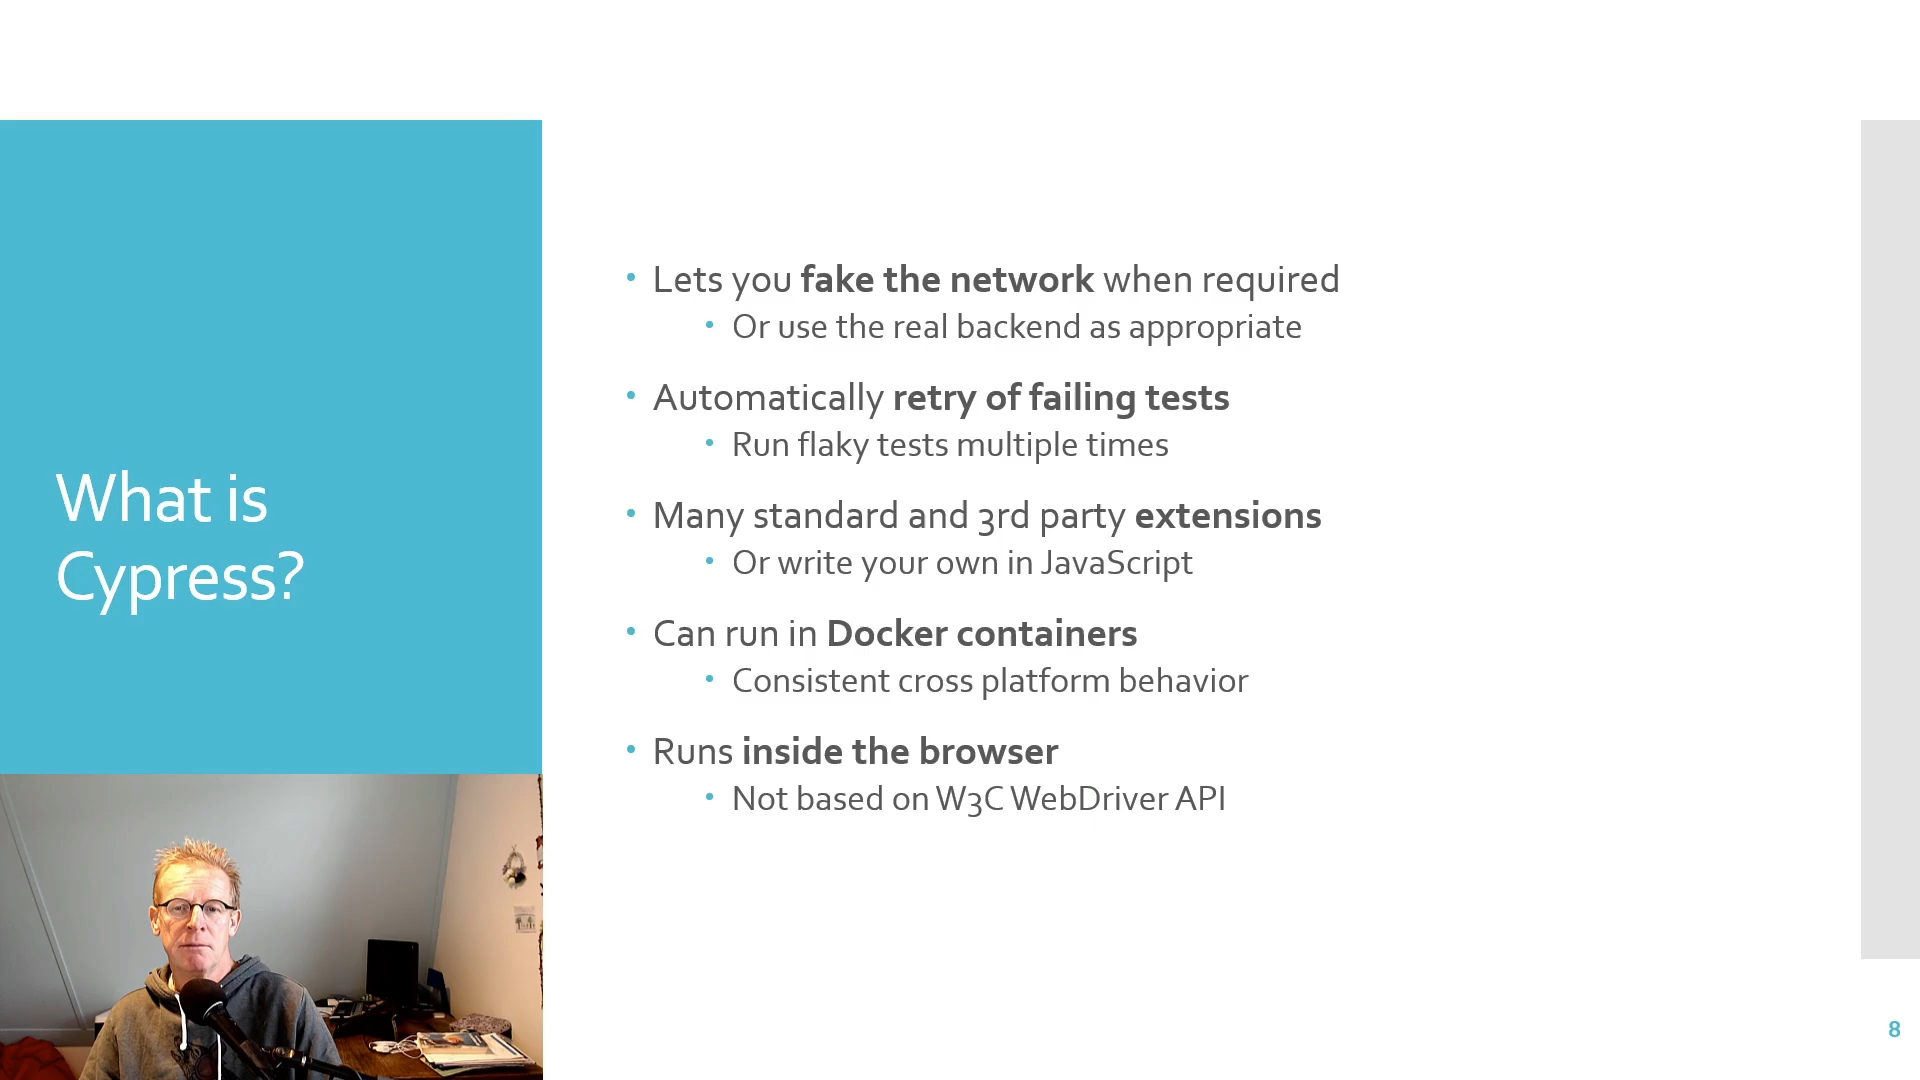 What is
Cypress?
• Lets you fake the network when required
• Or use the real backend as appropriate
• Automatically retry of failing tests
• Run flaky tests multiple times
• Many standard and 3rd party extensions
• Or write your own in JavaScript
• Can run in Docker containers
• Consistent cross platform behavior
• Runs inside the browser
• Not based on W3C WebDriver API
8